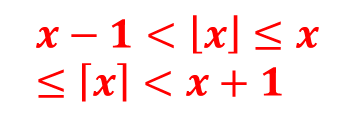 x − 1 < ⌊x⌋ ≤ x
≤ ⌈x⌉ < x + 1